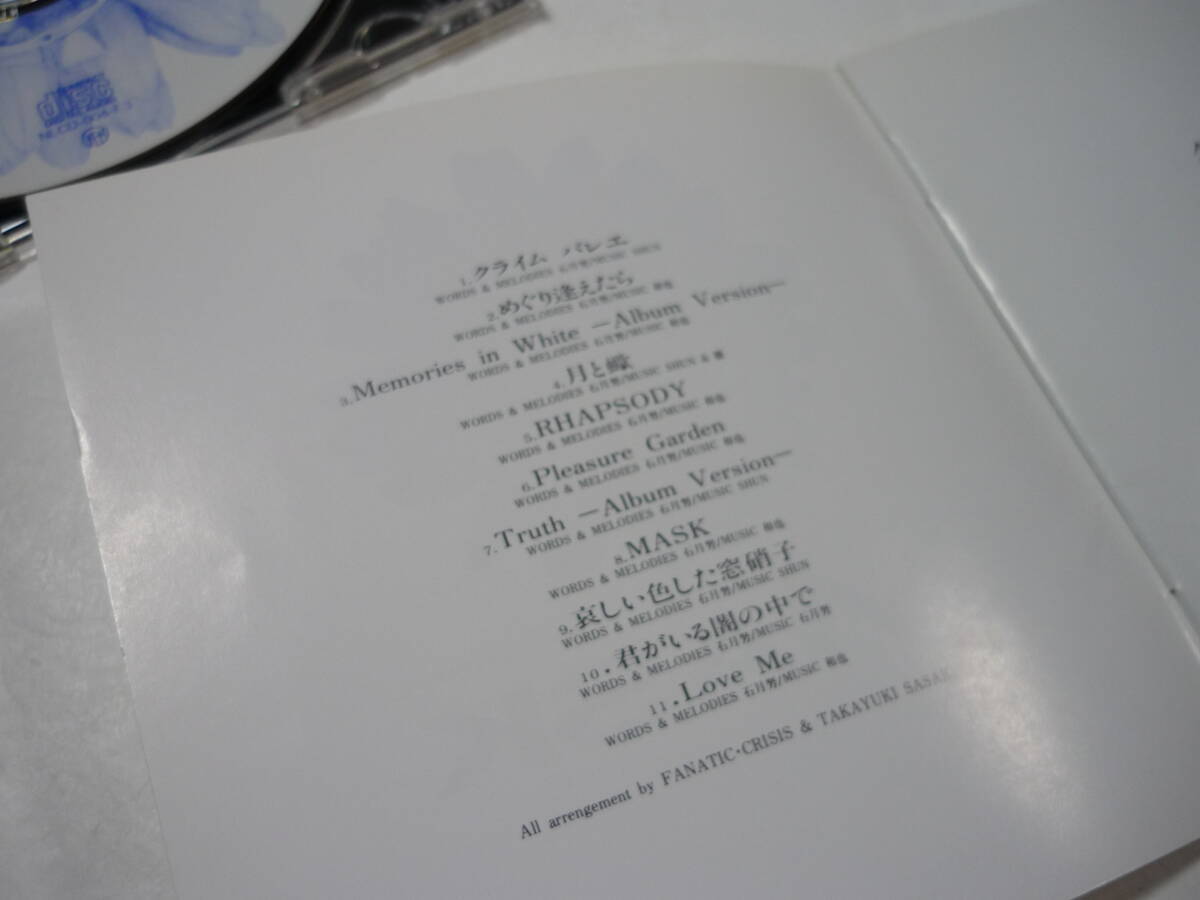 disc
1.クライム バレエ
WORDS & MELODIES 石月努/MUSIC SHUN
2.めぐり逢えたら
WORDS & MELODIES 石月努/MUSIC 和也
3.Memories in White —Album Version—
WORDS & MELODIES 石月努/MUSIC 和也
4.月と蠍
WORDS & MELODIES 石月努/MUSIC SHUN &
5.RHAPSODY
WORDS & MELODIES 石月努/MUSIC 和也
6.Pleasure Garden
WORDS & MELODIES 石月努/MUSIC 和也
7.Truth —Album Version—
WORDS & MELODIES 石月努/MUSIC SHUN
8.MASK
WORDS & MELODIES 石月努/MUSIC 和也
9.哀しい色した窓硝子
WORDS & MELODIES 石月努/MUSIC SHUN
10.君がいる闇の中で
WORDS & MELODIES 石月努/MUSIC 石月努
11.Love Me
WORDS & MELODIES 石月努/MUSIC 和也
All arrangement by FANATIC・CRISIS & TAKAYUKI SASAK